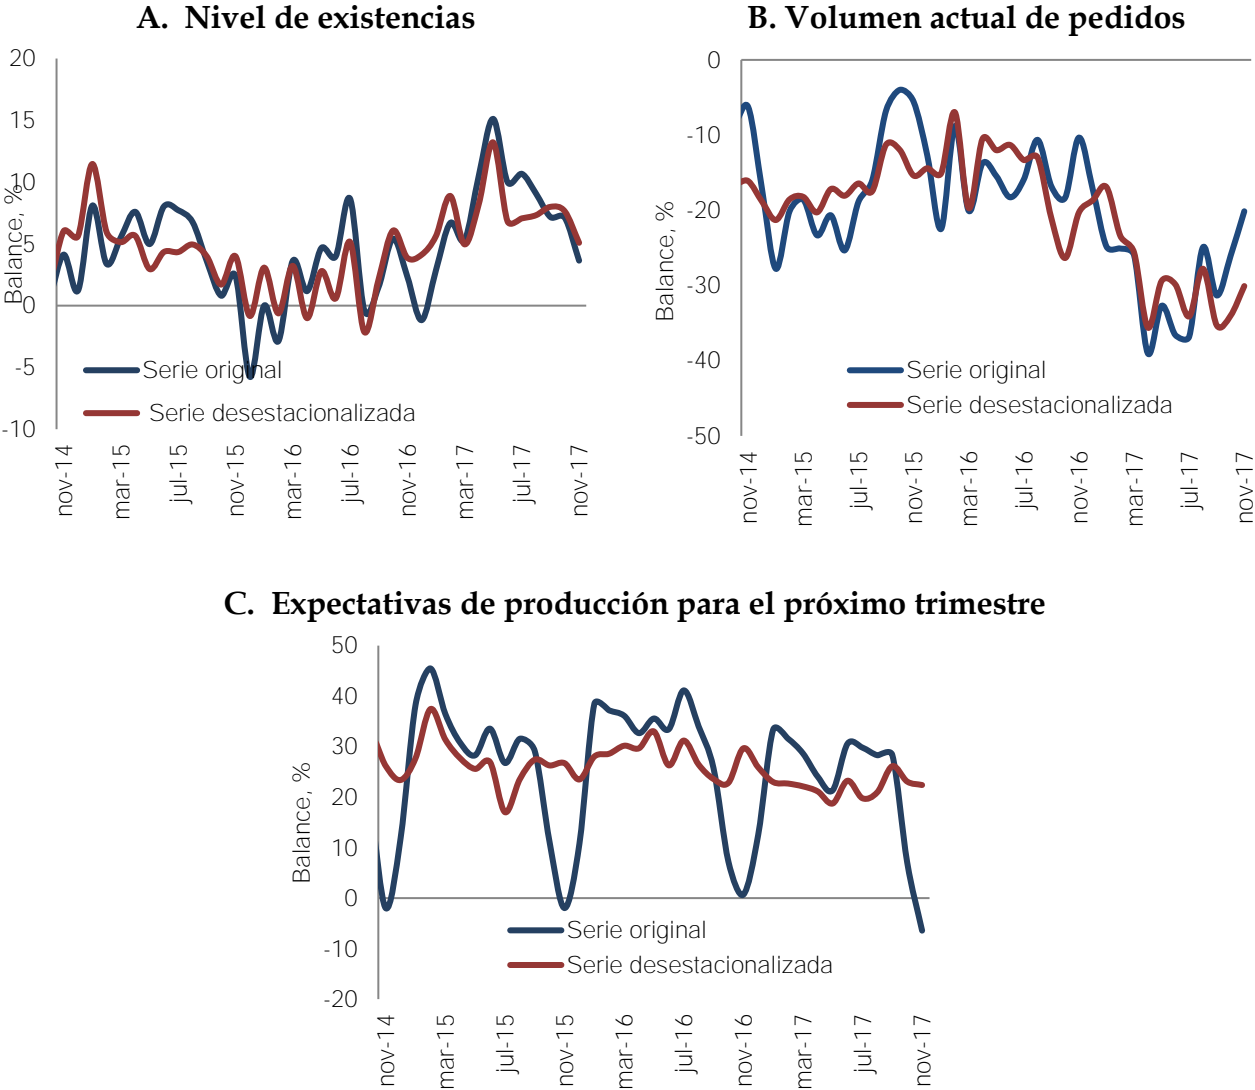 A. Nivel de existencias
20
15
10
5
0
-5
-10
Balance, %
Serie original
Serie desestacionalizada
nov-14
mar-15
jul-15
nov-15
mar-16
jul-16
nov-16
mar-17
jul-17
nov-17
B. Volumen actual de pedidos
0
-10
-20
-30
-40
-50
Balance, %
Serie original
Serie desestacionalizada
nov-14
mar-15
jul-15
nov-15
mar-16
jul-16
nov-16
mar-17
jul-17
nov-17
C. Expectativas de producción para el próximo trimestre
50
40
30
20
10
0
-10
-20
Balance, %
Serie original
Serie desestacionalizada
nov-14
mar-15
jul-15
nov-15
mar-16
jul-16
nov-16
mar-17
jul-17
nov-17